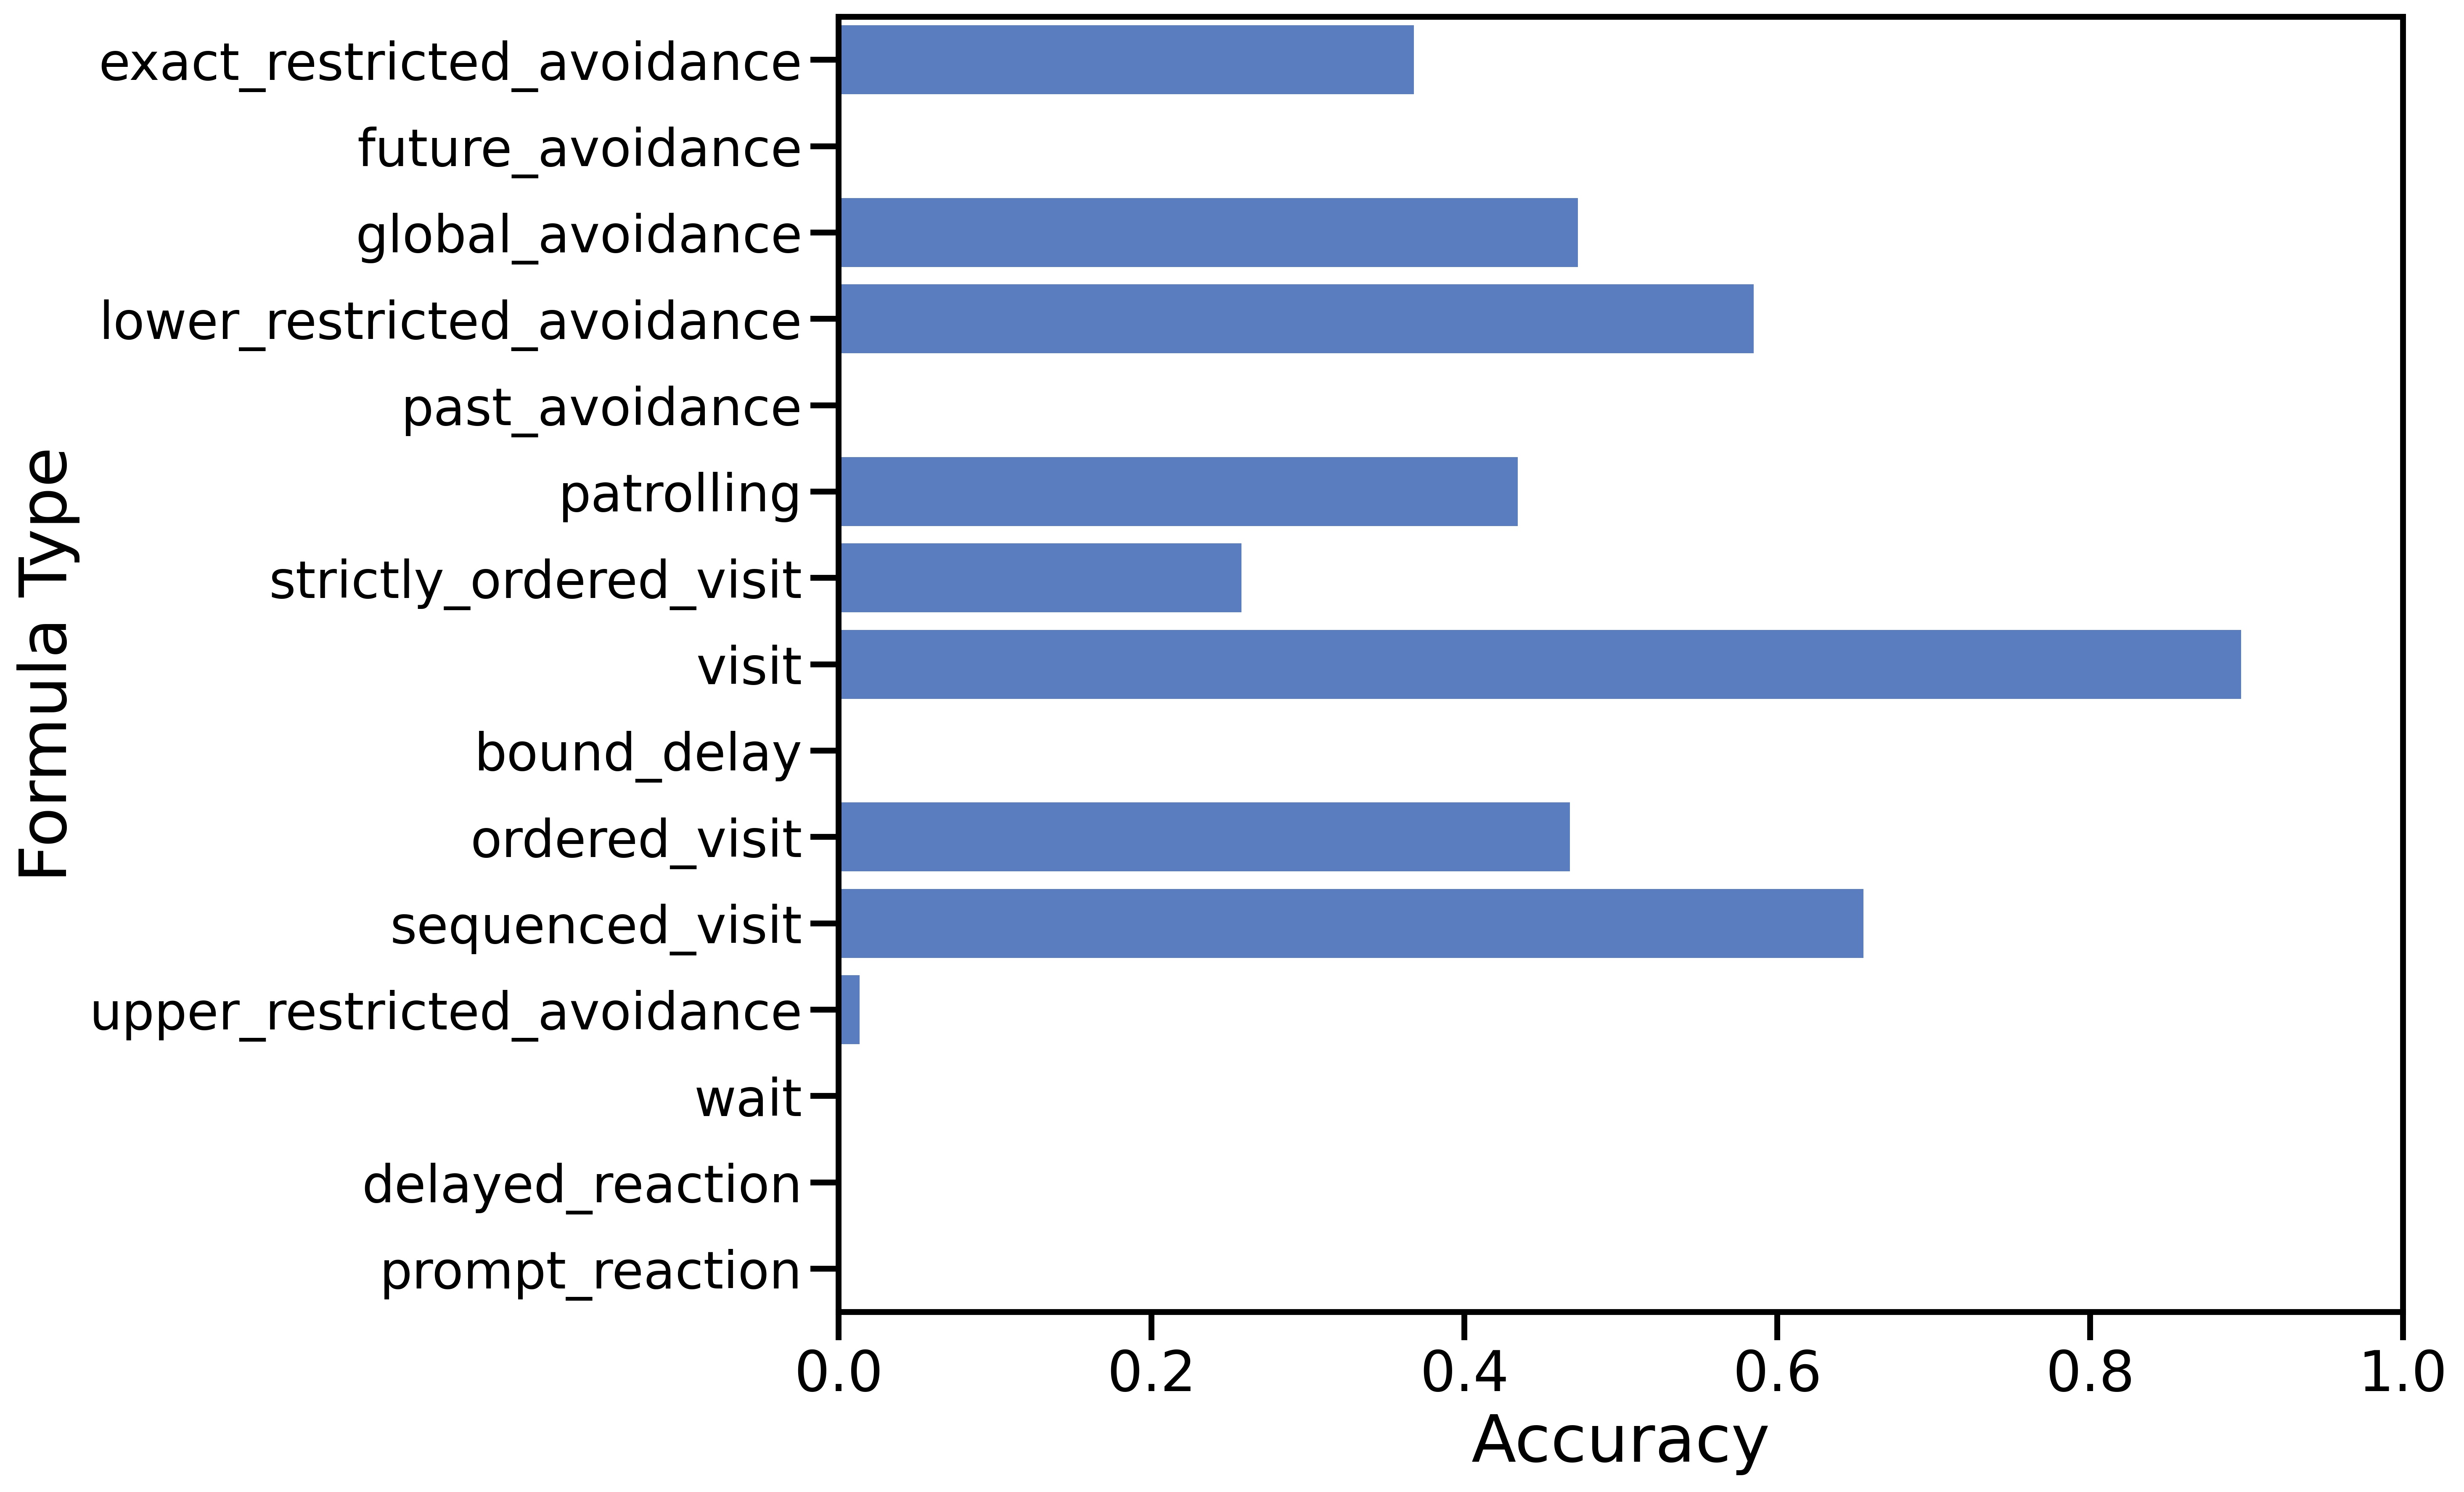 exact_restricted_avoidance
future_avoidance
global_avoidance
lower_restricted_avoidance
past_avoidance
patrolling
strictly_ordered_visit
visit
bound_delay
ordered_visit
sequenced_visit
upper_restricted_avoidance
wait
delayed_reaction
prompt_reaction
Formula Type
0.0 0.2 0.4 0.6 0.8 1.0
Accuracy